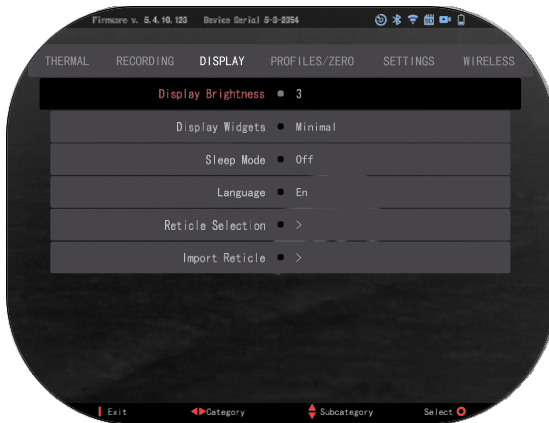 Firmware v. 5.4.10.123 Device Serial 5-3-2354
THERMAL RECORDING DISPLAY PROFILES/ZERO SETTINGS WIRELESS
Display Brightness 3
Display Widgets Minimal
Sleep Mode Off
Language En
Reticle Selection >
Import Reticle >
Exit Category Subcategory Select